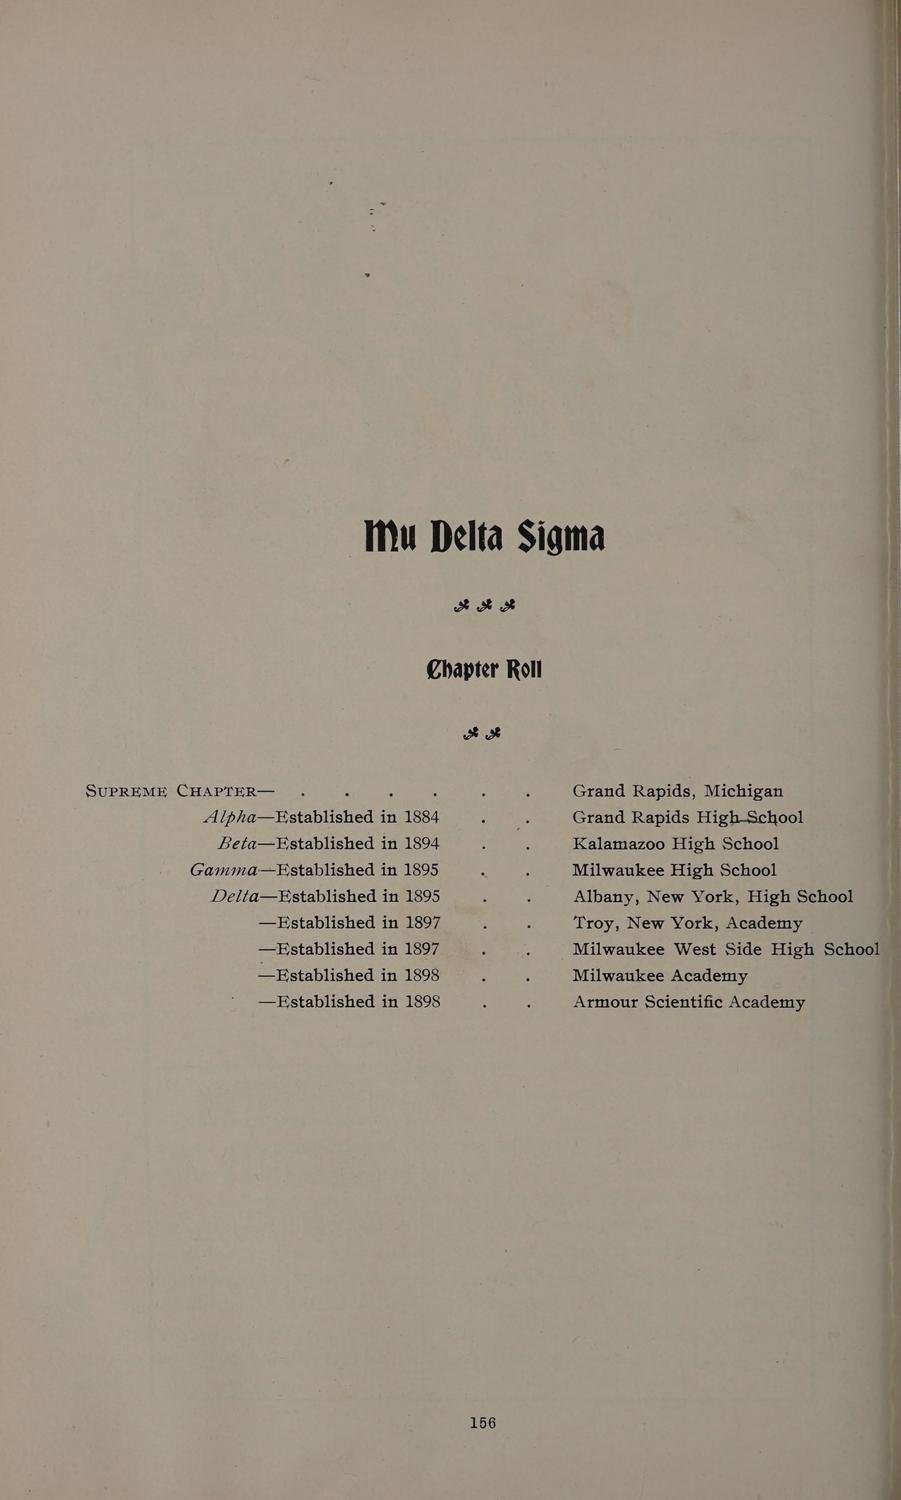 Mu Delta Sigma
Chapter Roll
SUPREME CHAPTER— . . . . . . Grand Rapids, Michigan
Alpha—Established in 1884 . . Grand Rapids High School
Beta—Established in 1894 . . Kalamazoo High School
Gamma—Established in 1895 . . Milwaukee High School
Delta—Established in 1895 . . Albany, New York, High School
—Established in 1897 . . Troy, New York, Academy
—Established in 1897 . . Milwaukee West Side High School
—Established in 1898 . . Milwaukee Academy
—Established in 1898 . . Armour Scientific Academy
156